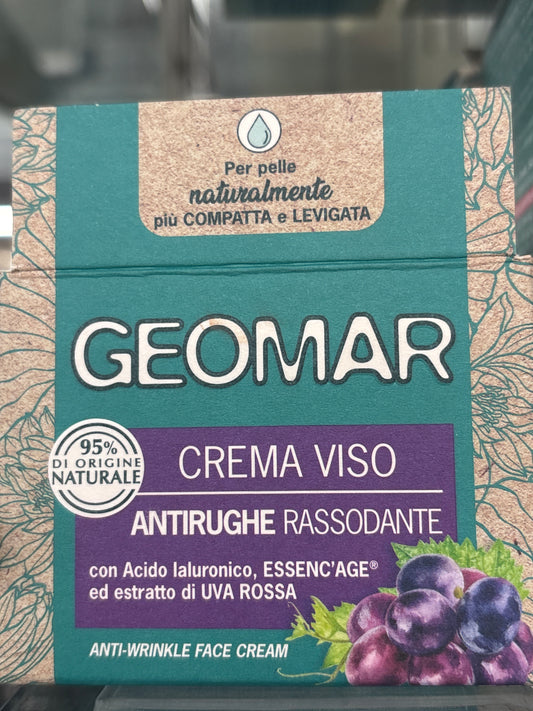 Per pelle
naturalmente
più COMPATTA e LEVIGATA
GEOMAR
95%
DI ORIGINE
NATURALE
CREMA VISO
ANTIRUGHE RASSODANTE
con Acido Ialuronico, ESSENC'AGE®
ed estratto di UVA ROSSA
ANTI-WRINKLE FACE CREAM